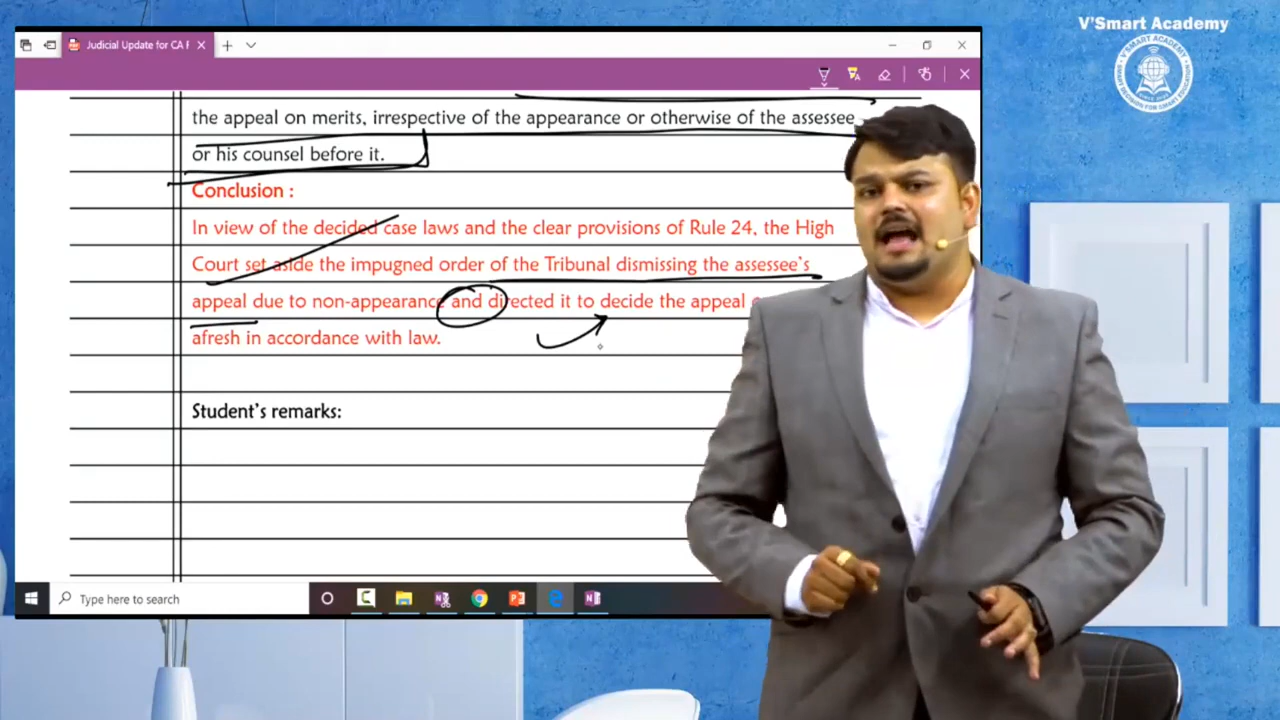 V'SMART ACADEMY
Judicial Update for CA F
the appeal on merits, irrespective of the appearance or otherwise of the assessee
or his counsel before it.
Conclusion :
In view of the decided case laws and the clear provisions of Rule 24, the High
Court set aside the impugned order of the Tribunal dismissing the assessee's
appeal due to non-appearance and directed it to decide the appeal
afresh in accordance with law.
Student's remarks:
Type here to search